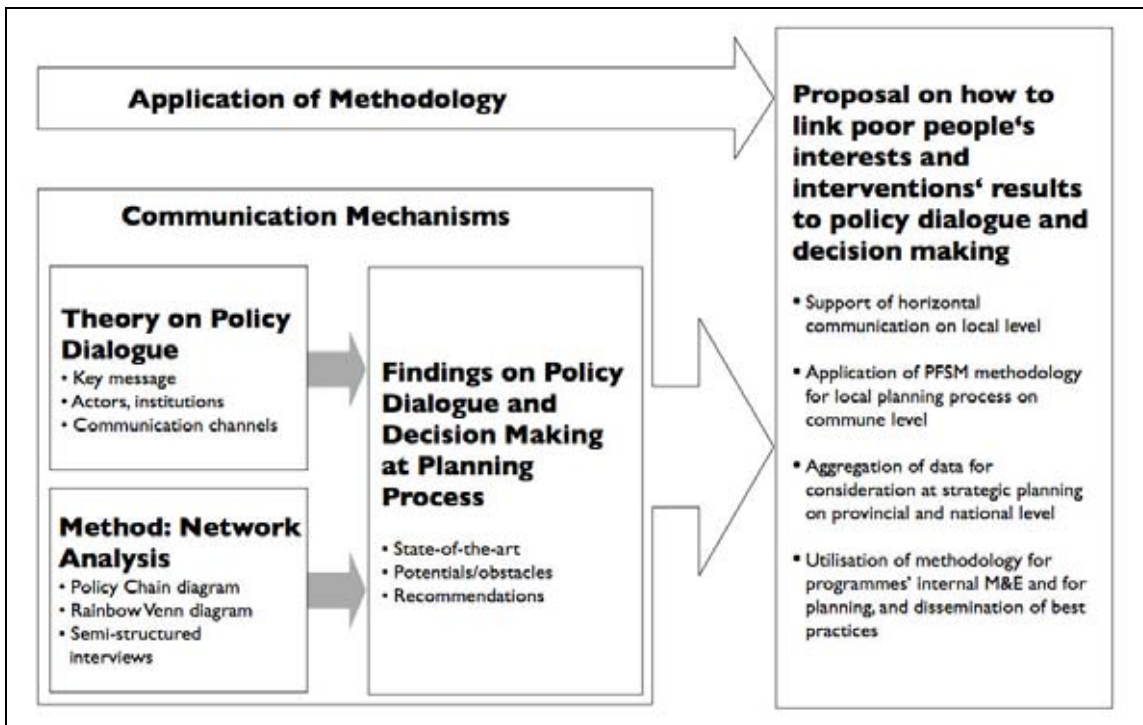 Application of Methodology
Communication Mechanisms
Theory on Policy
Dialogue
• Key message
• Actors, institutions
• Communication channels
Method: Network
Analysis
• Policy Chain diagram
• Rainbow Venn diagram
• Semi-structured
interviews
Findings on Policy
Dialogue and
Decision Making
at Planning
Process
• State-of-the-art
• Potentials/obstacles
• Recommendations
Proposal on how to
link poor people‘s
interests and
interventions‘ results
to policy dialogue and
decision making
• Support of horizontal
communication on local level
• Application of PFSM methodology
for local planning process on
commune level
• Aggregation of data for
consideration at strategic planning
on provincial and national level
• Utilisation of methodology for
programmes' internal M&E and for
planning, and dissemination of best
practices